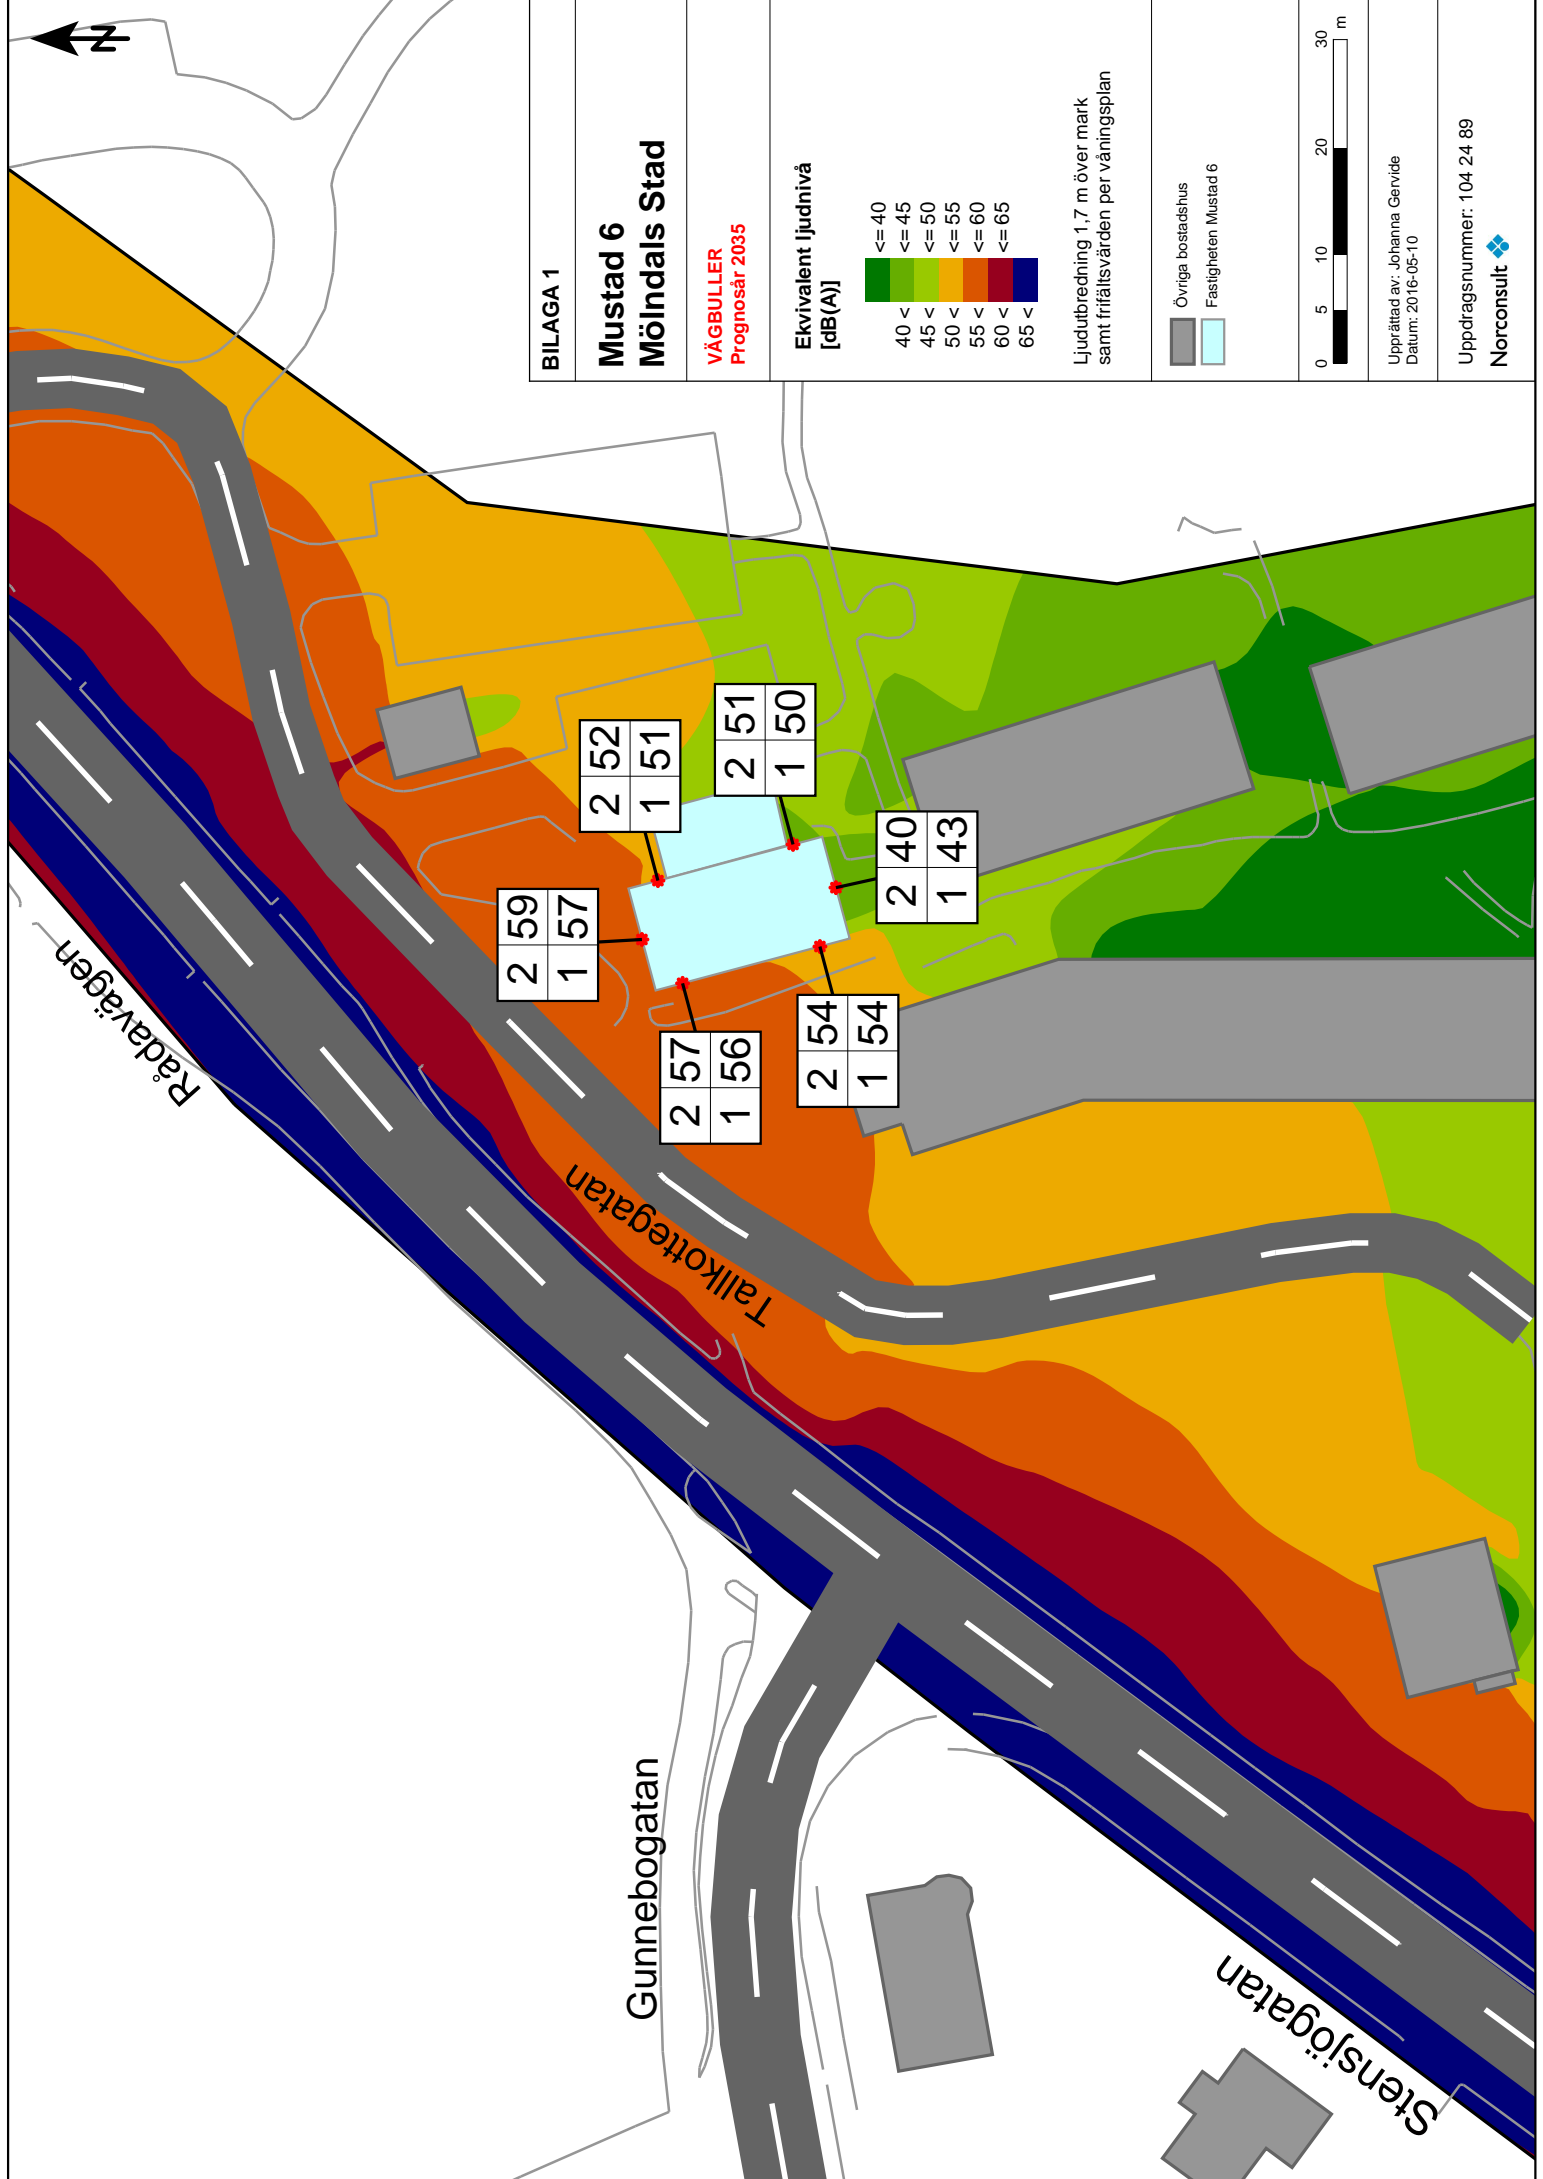 N
BILAGA 1
Mustad 6
Mölndals Stad
VÄGBULLER
Prognosår 2035
Ekvivalent ljudnivå
[dB(A)]
<= 40
40 < <= 45
45 < <= 50
50 < <= 55
55 < <= 60
60 < <= 65
65 <
Ljudutbredning 1,7 m över mark
samt frifältsvärden per våningsplan
Övriga bostadshus
Fastigheten Mustad 6
0 5 10 20 30
m
Upprättad av: Johanna Gervide
Datum: 2016-05-10
Uppdragsnummer: 104 24 89
Norconsult
Rådavägen
Tallkottegatan
Gunnebogatan
Stensjögatan
2 59
1 57
2 52
1 51
2 51
1 50
2 40
1 43
2 57
1 56
2 54
1 54